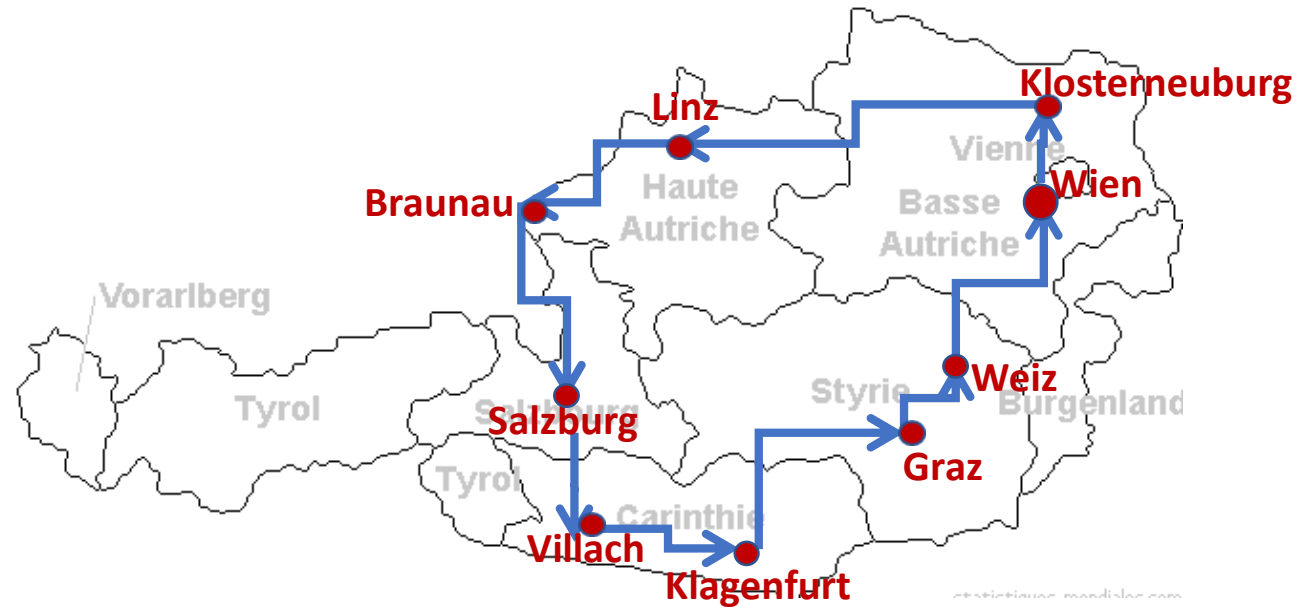 Klosterneuburg
Linz
Vienne
Wien
Haute
Autriche
Braunau
Basse
Autriche
Vorarlberg
Tyrol
Salzbourg
Salzburg
Styrie
Weiz
Burgenland
Graz
Tyrol
Carinthie
Villach
Klagenfurt